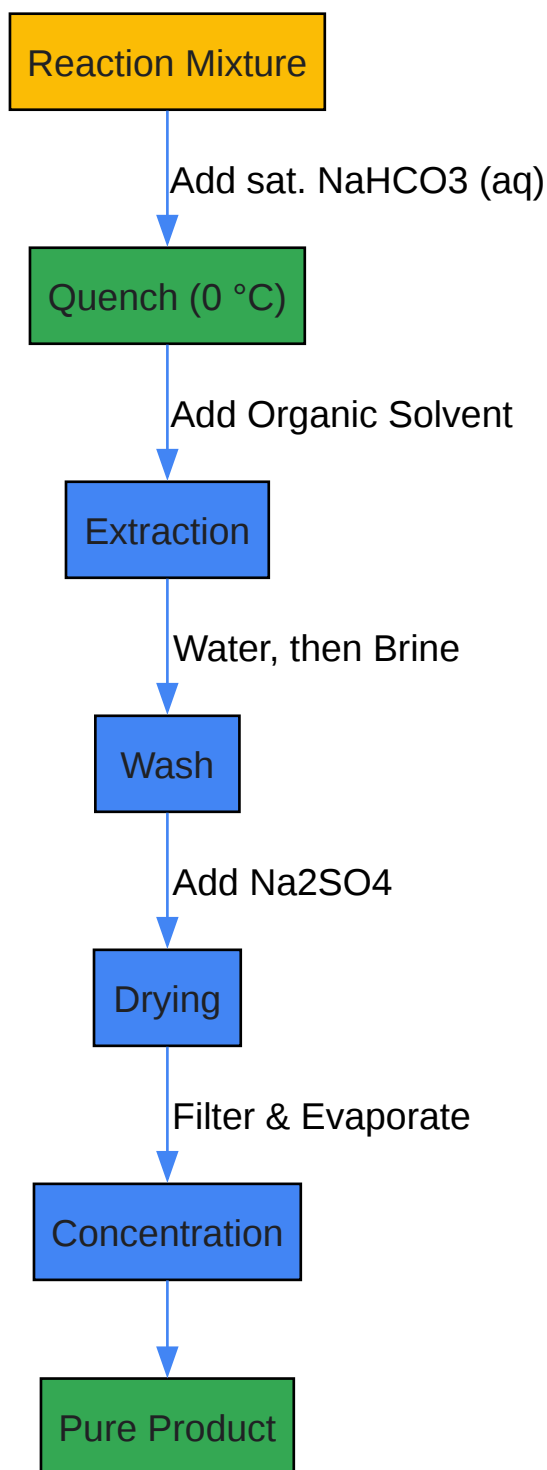 Reaction Mixture
Add sat. NaHCO3 (aq)
Quench (0 °C)
Add Organic Solvent
Extraction
Water, then Brine
Wash
Add Na2SO4
Drying
Filter & Evaporate
Concentration
Pure Product